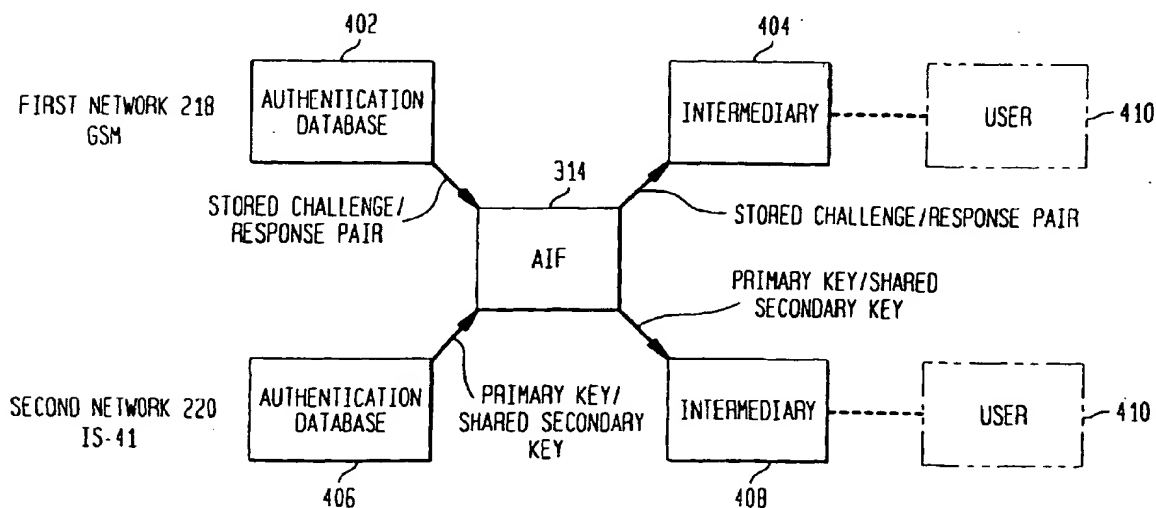 402
404
FIRST NETWORK 218
GSM
AUTHENTICATION
DATABASE
INTERMEDIARY
USER
410
314
STORED CHALLENGE/
RESPONSE PAIR
STORED CHALLENGE/RESPONSE PAIR
AIF
PRIMARY KEY/SHARED
SECONDARY KEY
SECOND NETWORK 220
IS-41
AUTHENTICATION
DATABASE
PRIMARY KEY/
SHARED SECONDARY
KEY
INTERMEDIARY
USER
410
406
408